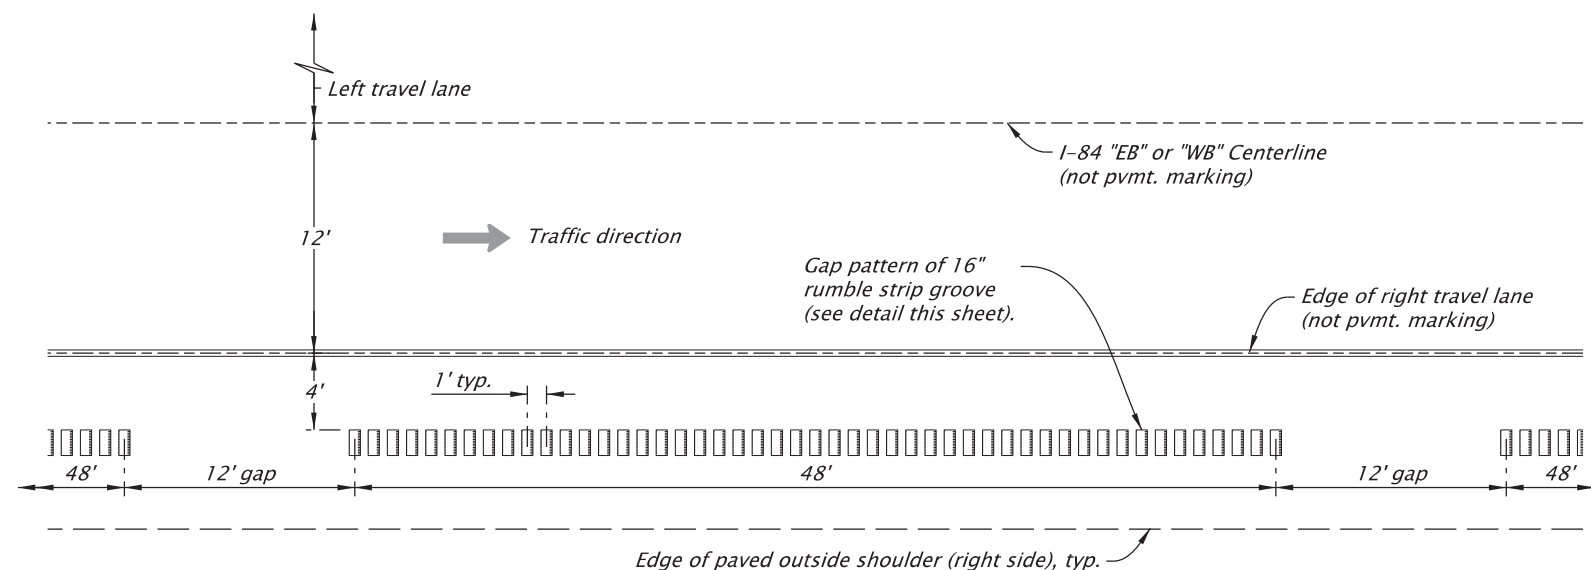 Left travel lane
I-84 "EB" or "WB" Centerline
(not pvmt. marking)
12'
Traffic direction
Gap pattern of 16"
rumble strip groove
(see detail this sheet).
Edge of right travel lane
(not pvmt. marking)
1' typ.
4'
48'
12' gap
48'
12' gap
48'
Edge of paved outside shoulder (right side), typ.